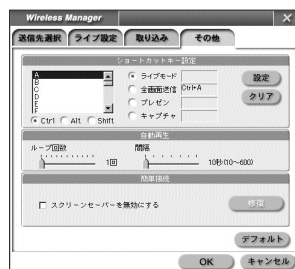 Wireless Manager
送信先選択 ライブ設定 取り込み その他
ショートカットキー設定
A
B
C
D
E
F
Ctrl Alt Shift
ライブモード
全画面送信 Ctrl+A
プレゼン
キャプチャ
設定
クリア
自動再生
ループ回数 間隔
1回 10秒(10~600)
簡単接続
スクリーンセーバーを無効にする
修復
デフォルト
OK キャンセル